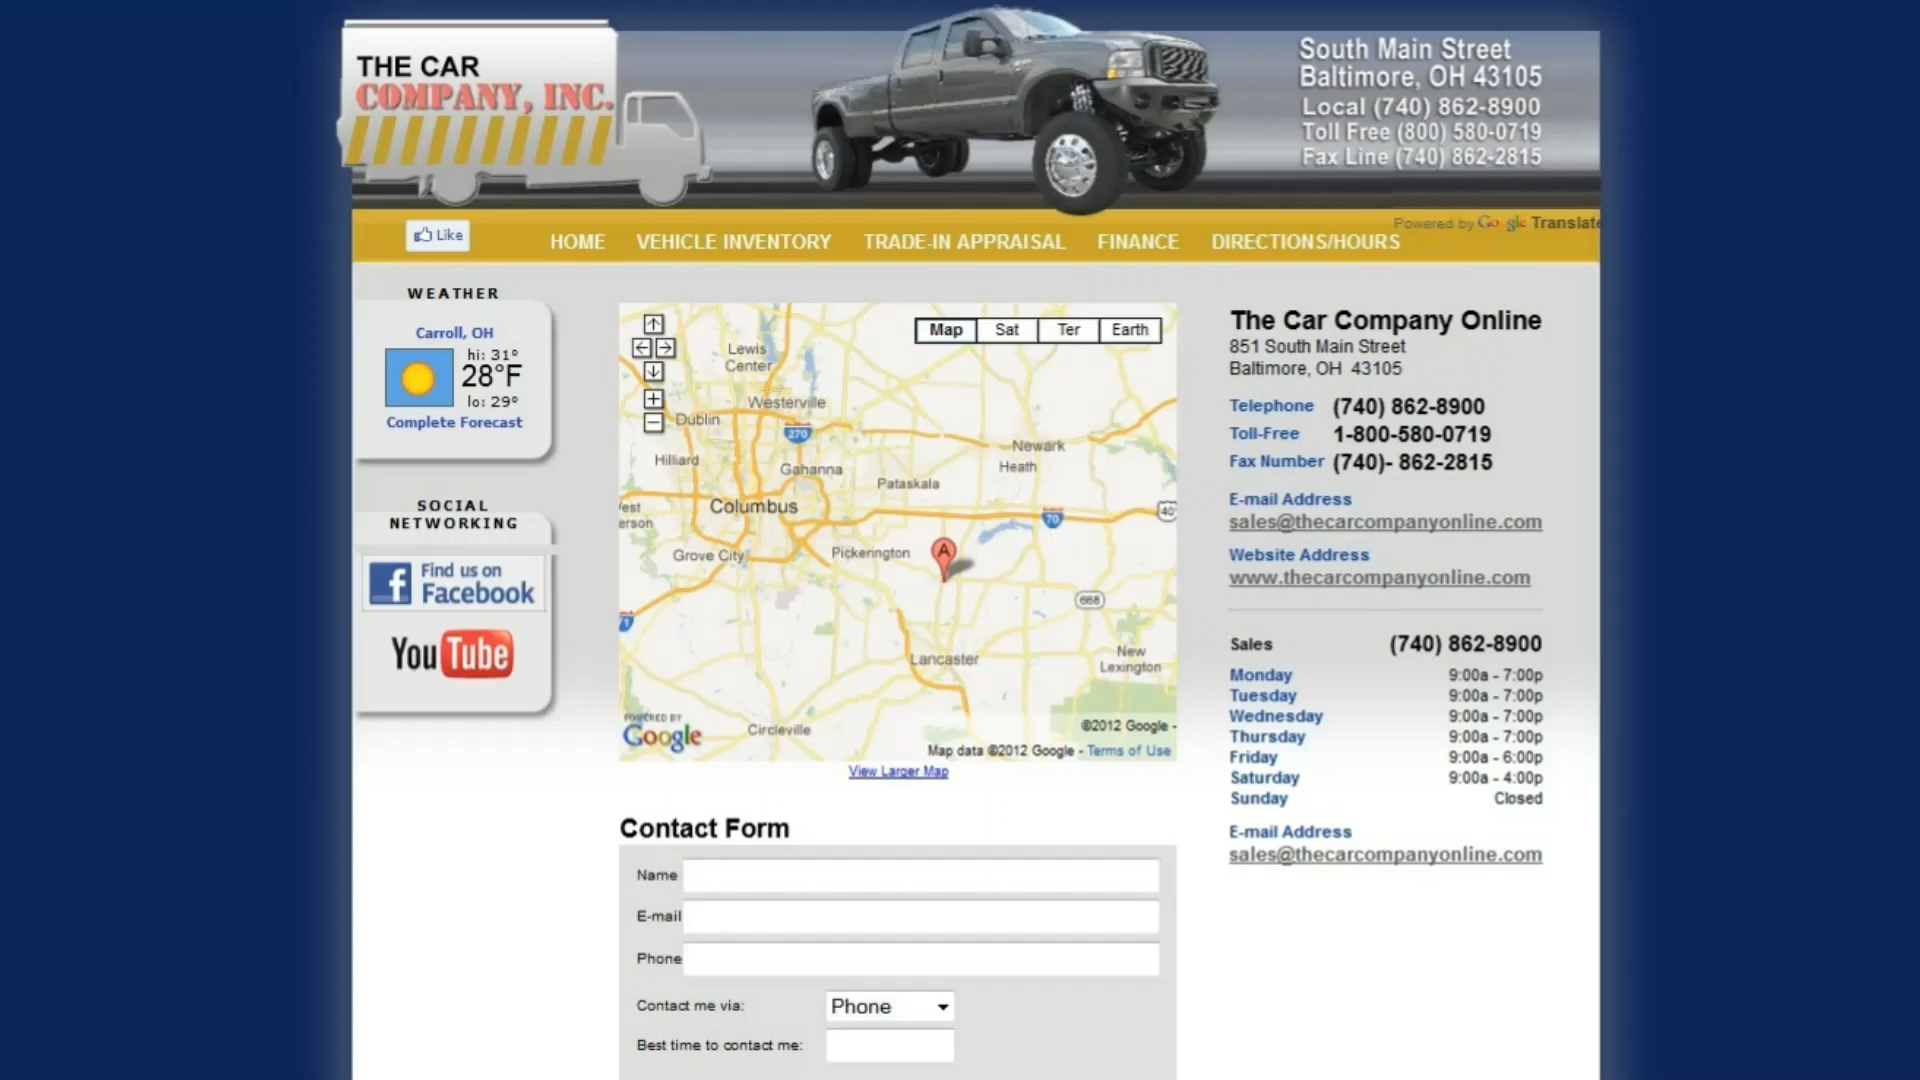 THE CAR
COMPANY, INC.
South Main Street
Baltimore, OH 43105
Local (740) 862-8900
Toll Free (800) 580-0719
Fax Line (740) 862-2815
Like
HOME VEHICLE INVENTORY TRADE-IN APPRAISAL FINANCE DIRECTIONS/HOURS
Powered by Google Translate
WEATHER
Carroll, OH
hi: 31°
28°F
lo: 29°
Complete Forecast
SOCIAL
NETWORKING
Find us on
Facebook
YouTube
Map Sat Ter Earth
Lewis
Center
Westerville
Dublin
270
Newark
Hilliard
Gahanna
Heath
Pataskala
Columbus
70
40
Grove City
Pickerington
A
668
Lancaster
New
Lexington
Circleville
POWERED BY
Google
©2012 Google -
Map data ©2012 Google - Terms of Use
View Larger Map
Contact Form
Name
E-mail
Phone
Contact me via: Phone
Best time to contact me:
The Car Company Online
851 South Main Street
Baltimore, OH 43105
Telephone (740) 862-8900
Toll-Free 1-800-580-0719
Fax Number (740)- 862-2815
E-mail Address
sales@thecarcompanyonline.com
Website Address
www.thecarcompanyonline.com
Sales (740) 862-8900
Monday 9:00a - 7:00p
Tuesday 9:00a - 7:00p
Wednesday 9:00a - 7:00p
Thursday 9:00a - 7:00p
Friday 9:00a - 6:00p
Saturday 9:00a - 4:00p
Sunday Closed
E-mail Address
sales@thecarcompanyonline.com